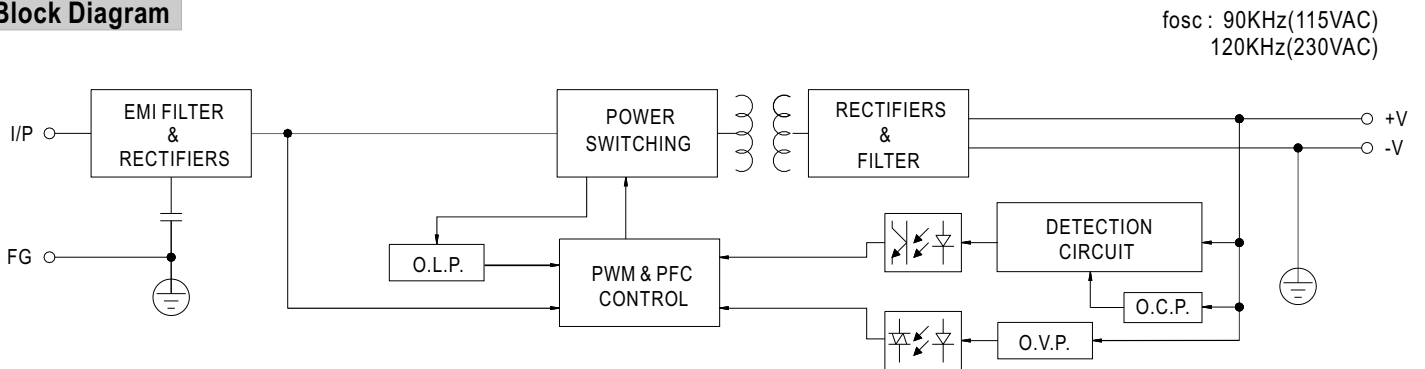 Block Diagram
fosc : 90KHz(115VAC)
120KHz(230VAC)
I/P
EMI FILTER
&
RECTIFIERS
POWER
SWITCHING
RECTIFIERS
&
FILTER
+V
-V
FG
O.L.P.
PWM & PFC
CONTROL
DETECTION
CIRCUIT
O.C.P.
O.V.P.